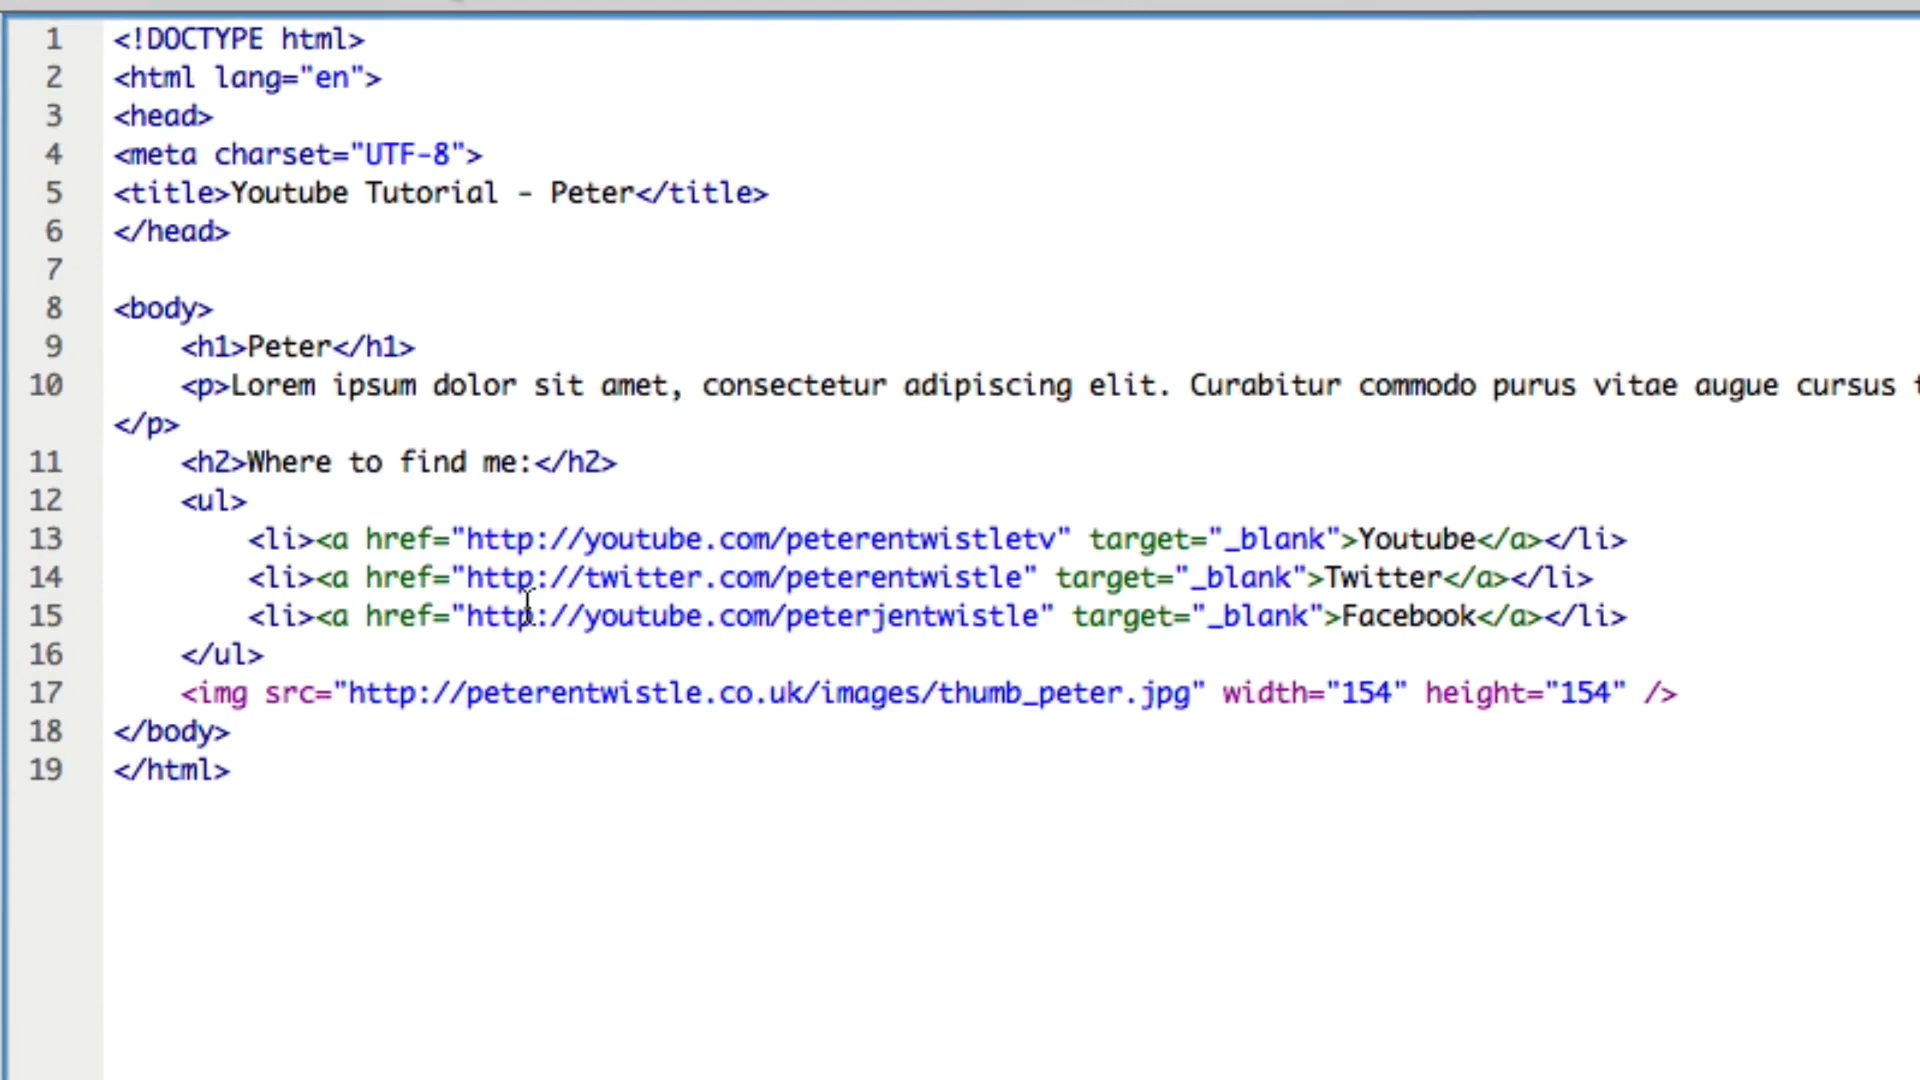 1 <!DOCTYPE html>
2 <html lang="en">
3 <head>
4 <meta charset="UTF-8">
5 <title>Youtube Tutorial - Peter</title>
6 </head>
7
8 <body>
9 <h1>Peter</h1>
10 <p>Lorem ipsum dolor sit amet, consectetur adipiscing elit. Curabitur commodo purus vitae augue cursus
</p>
11 <h2>Where to find me:</h2>
12 <ul>
13 <li><a href="http://youtube.com/peterentwistletv" target="_blank">Youtube</a></li>
14 <li><a href="http://twitter.com/peterentwistle" target="_blank">Twitter</a></li>
15 <li><a href="http://youtube.com/peterjentwistle" target="_blank">Facebook</a></li>
16 </ul>
17 <img src="http://peterentwistle.co.uk/images/thumb_peter.jpg" width="154" height="154" />
18 </body>
19 </html>